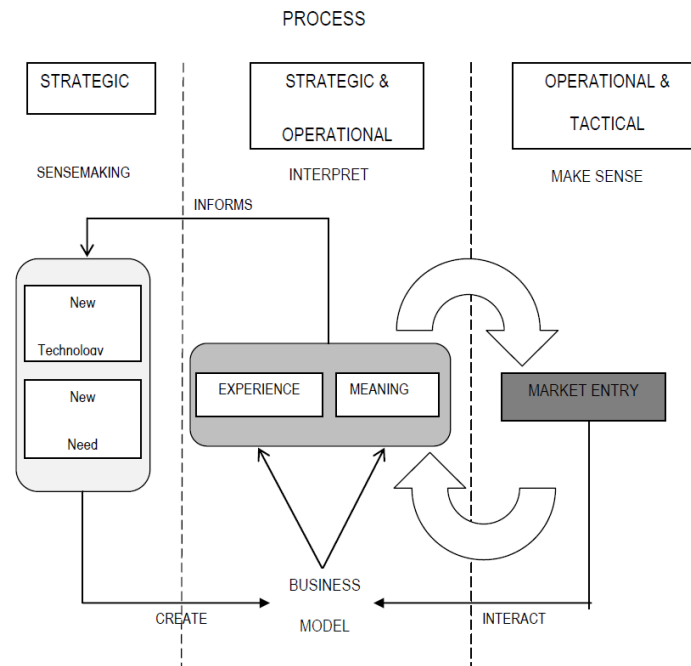 PROCESS
STRATEGIC
STRATEGIC &
OPERATIONAL
OPERATIONAL &
TACTICAL
SENSEMAKING
INTERPRET
MAKE SENSE
INFORMS
New
Technology
New
Need
EXPERIENCE
MEANING
MARKET ENTRY
BUSINESS
MODEL
CREATE
INTERACT